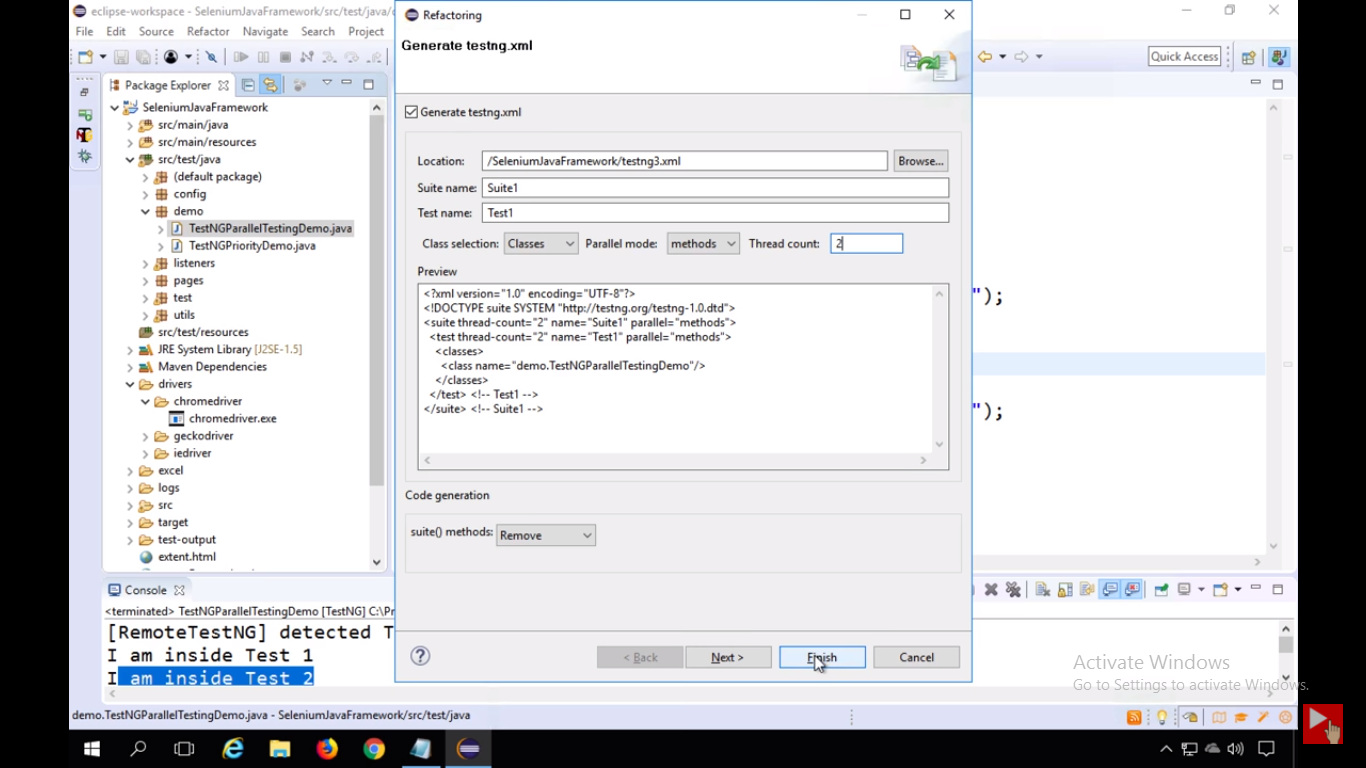 eclipse-workspace - SeleniumJavaFramework/src/test/java/
File Edit Source Refactor Navigate Search Project
Quick Access
Package Explorer
SeleniumJavaFramework
src/main/java
src/main/resources
src/test/java
(default package)
config
demo
TestNGParallelTestingDemo.java
TestNGPriorityDemo.java
listeners
pages
test
utils
src/test/resources
JRE System Library [J2SE-1.5]
Maven Dependencies
drivers
chromedriver
chromedriver.exe
geckodriver
iedriver
excel
logs
src
target
test-output
extent.html
Refactoring
Generate testng.xml
Generate testng.xml
Location: /SeleniumJavaFramework/testng3.xml Browse...
Suite name: Suite1
Test name: Test1
Class selection: Classes Parallel mode: methods Thread count: 2
Preview
<?xml version="1.0" encoding="UTF-8"?>
<!DOCTYPE suite SYSTEM "http://testng.org/testng-1.0.dtd">
<suite thread-count="2" name="Suite1" parallel="methods">
<test thread-count="2" name="Test1" parallel="methods">
<classes>
<class name="demo.TestNGParallelTestingDemo"/>
</classes>
</test> <!-- Test1 -->
</suite> <!-- Suite1 -->
Code generation
suite() methods: Remove
< Back Next > Finish Cancel
");
");
Console
<terminated> TestNGParallelTestingDemo [TestNG] C:\Pr
[RemoteTestNG] detected T
I am inside Test 1
I am inside Test 2
Activate Windows
Go to Settings to activate Windows.
demo.TestNGParallelTestingDemo.java - SeleniumJavaFramework/src/test/java